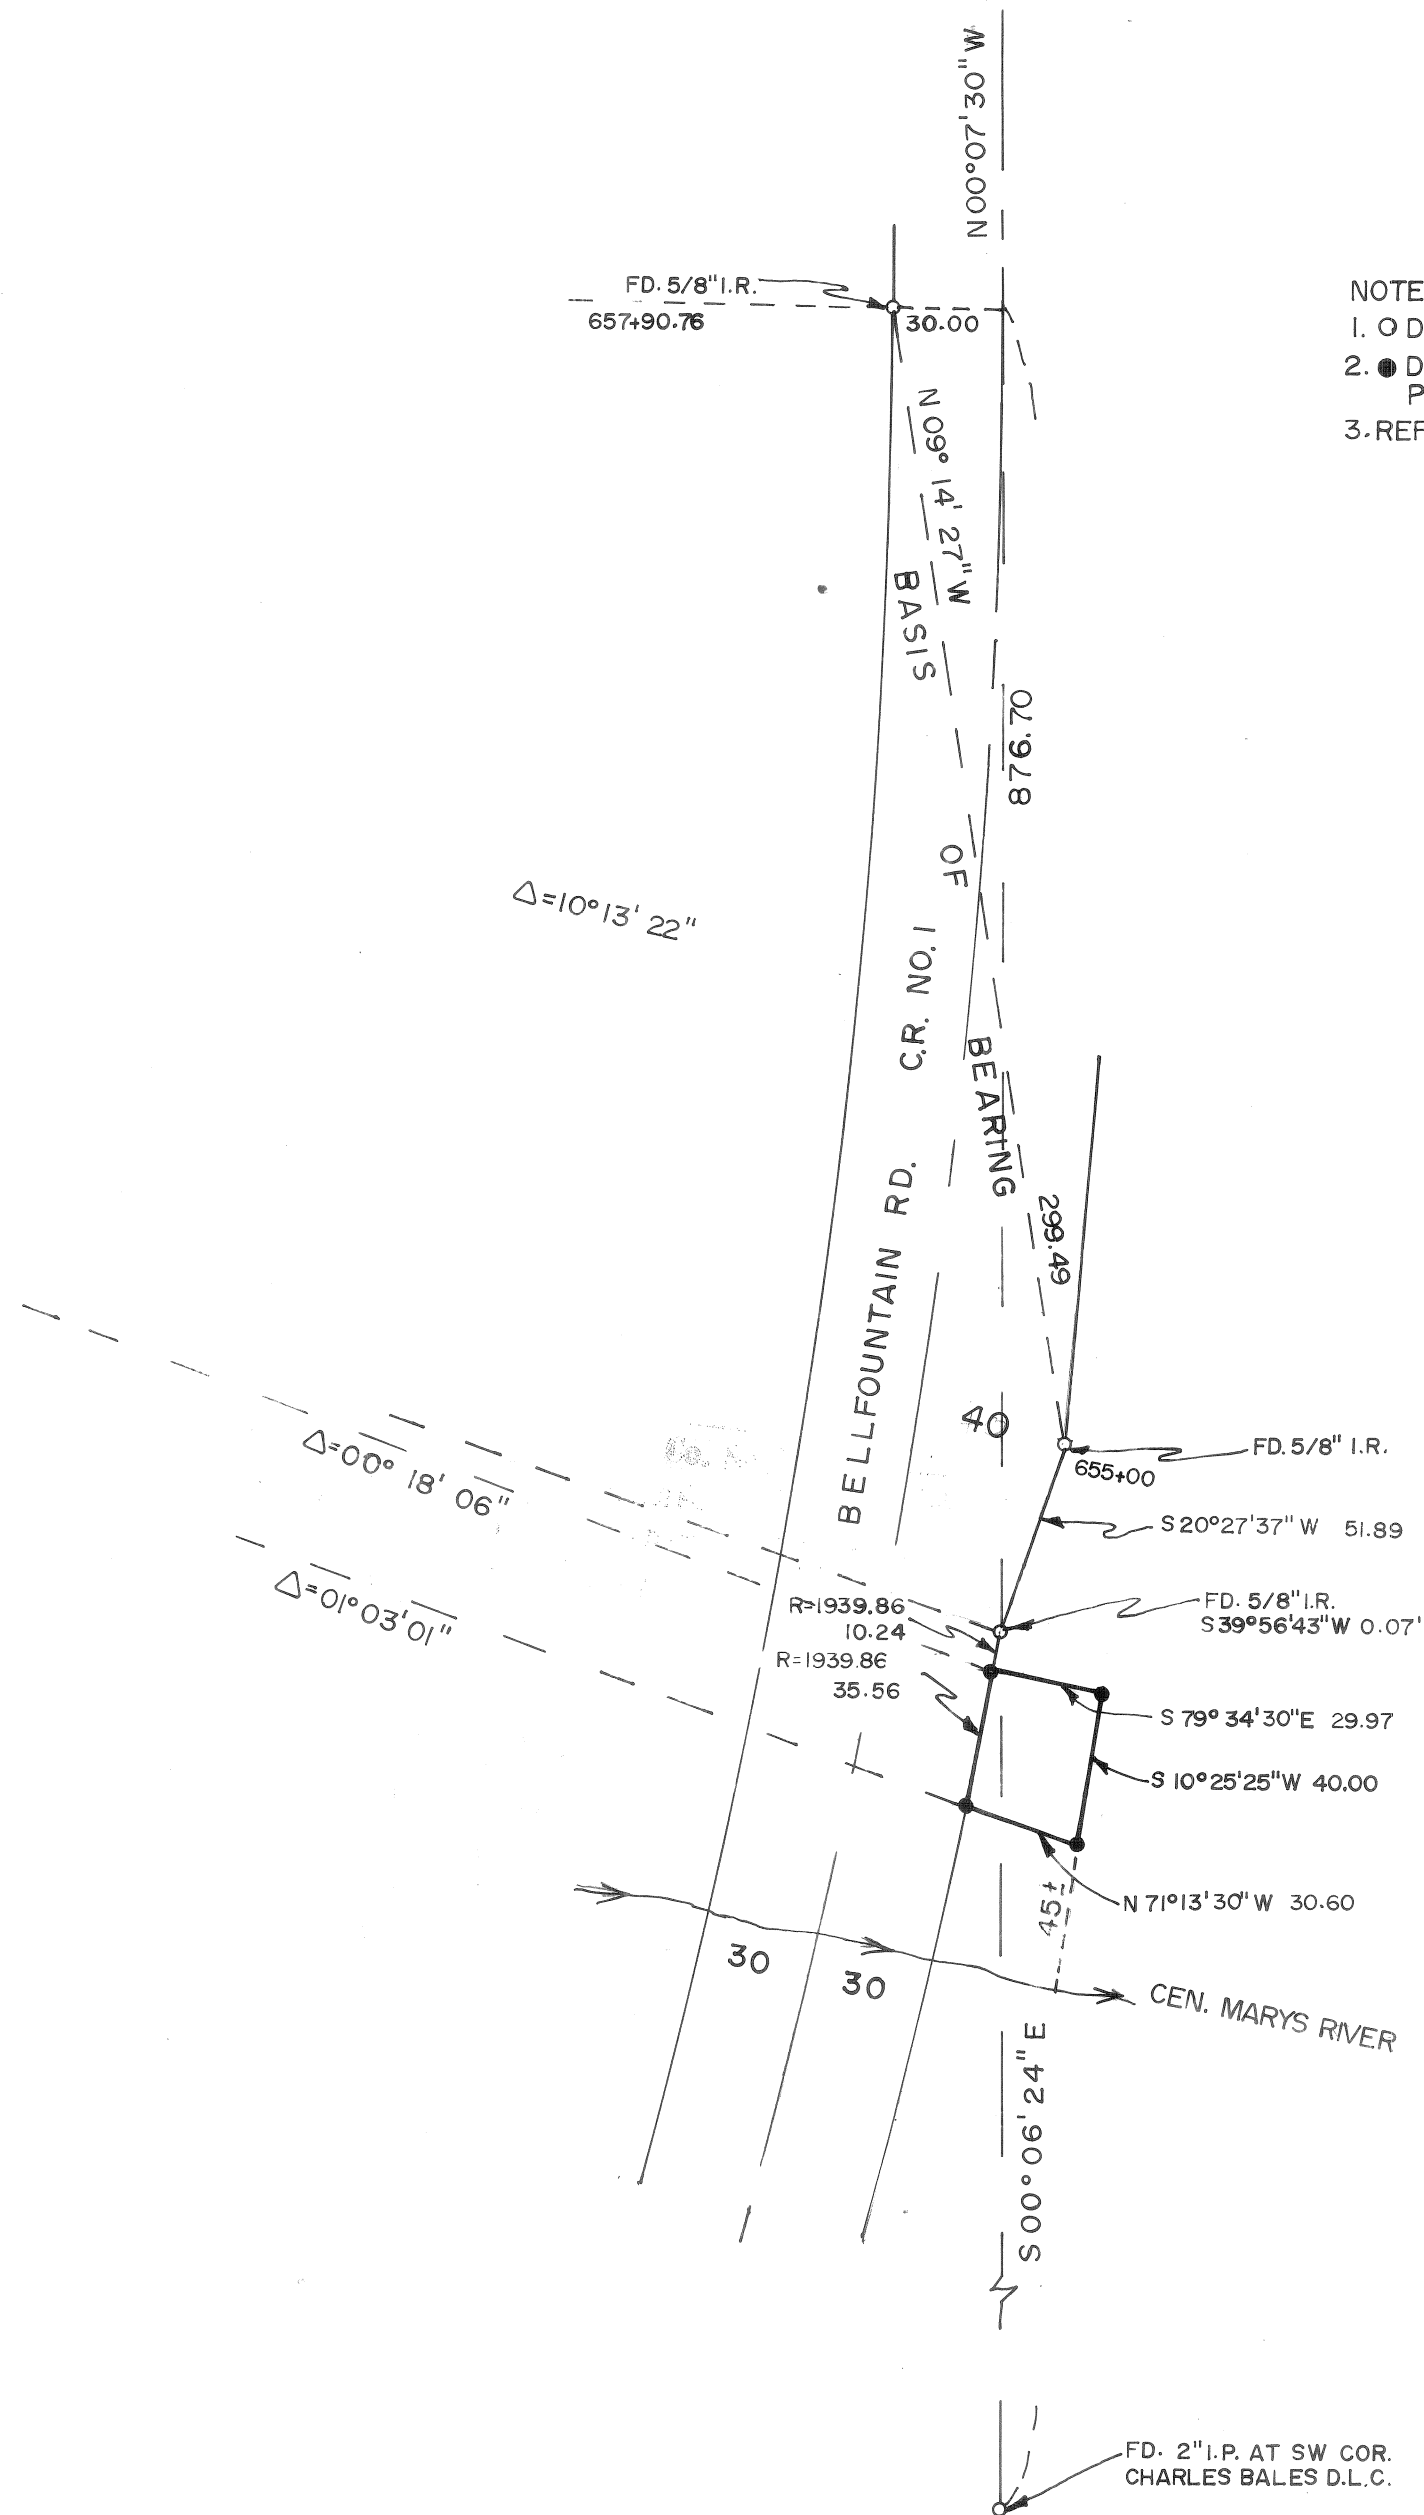 N00°07'30"W
FD. 5/8" I.R.
657+90.76
30.00
NOTE
1. O D
2. ● D
P
3. REF
N09° 14' 27"W
BASIS
OF
BEARING
876.70
Δ=10°13' 22"
BELLFOUNTAIN RD. C.R. NO. 1
299.49
40
FD. 5/8" I.R.
655+00
S 20°27'37" W 51.89
Δ=00° 18' 06"
Δ=01°03'01"
FD. 5/8" I.R.
S39°56'43"W 0.07'
R=1939.86
10.24
R=1939.86
35.56
S 79° 34'30"E 29.97
S 10°25'25"W 40.00
N 71°13'30"W 30.60
45±
30
30
CEN. MARYS RIVER
S 00°06'24"E
FD. 2" I.P. AT SW COR.
CHARLES BALES D.L.C.